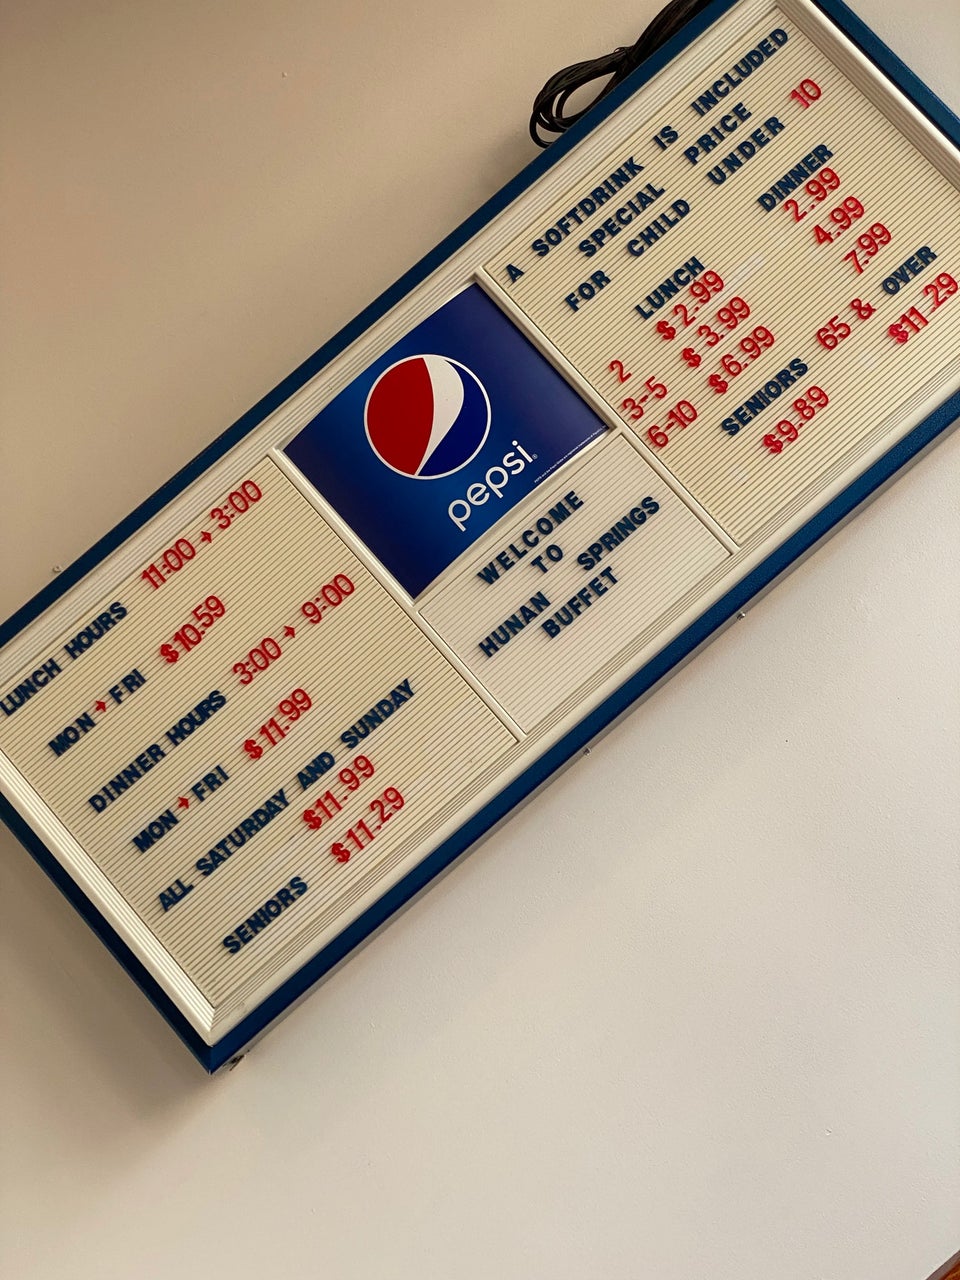 LUNCH HOURS 11:00 → 3:00
MON → FRI $10.59
DINNER HOURS 3:00 → 9:00
MON → FRI $11.99
ALL SATURDAY AND SUNDAY
$11.99
SENIORS $11.29
pepsi
WELCOME
TO
HUNAN SPRINGS
BUFFET
A SOFTDRINK IS INCLUDED
SPECIAL PRICE
FOR CHILD UNDER 10
LUNCH DINNER
2 $2.99 2.99
3-5 $3.99 4.99
6-10 $6.99 7.99
SENIORS 65 & OVER
$9.89 $11.29